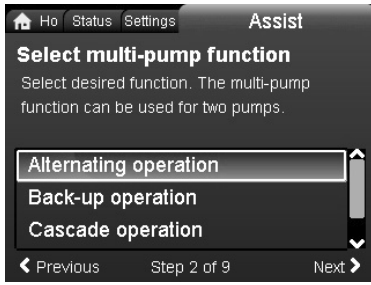 Ho Status Settings Assist
Select multi-pump function
Select desired function. The multi-pump
function can be used for two pumps.
Alternating operation
Back-up operation
Cascade operation
Previous Step 2 of 9 Next